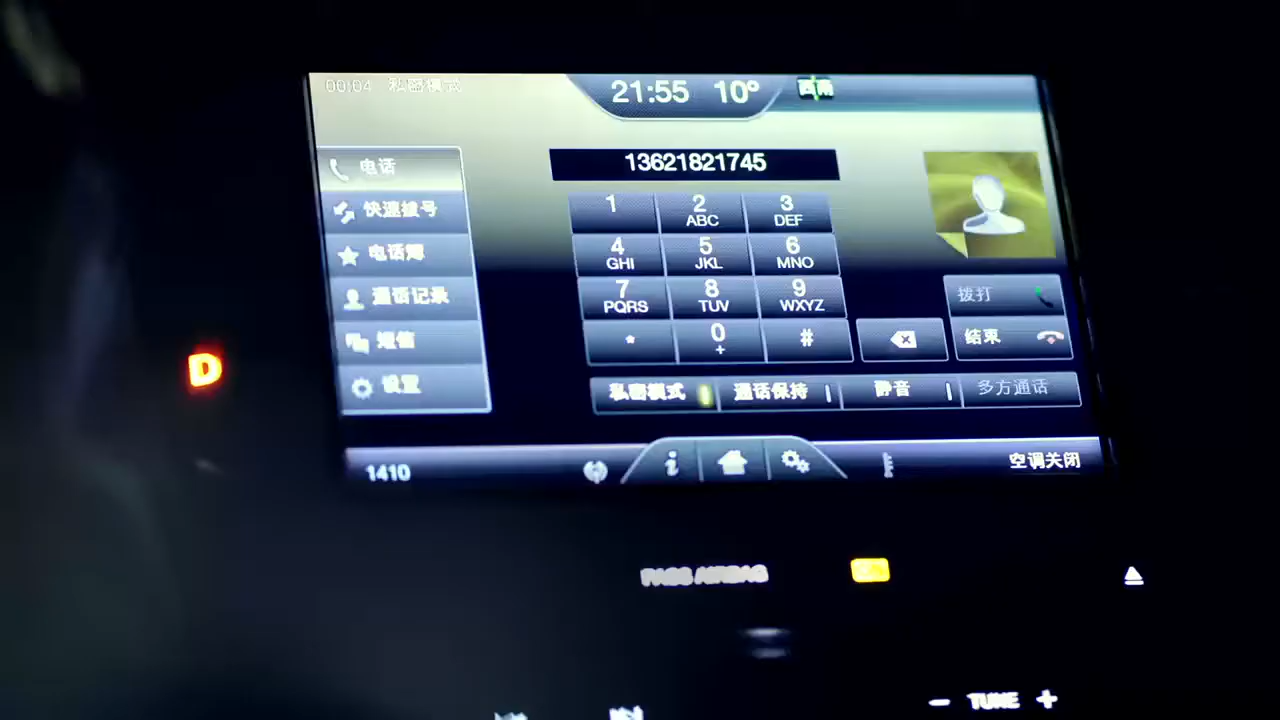 00:04 私密模式
21:55 10°
西南
13621821745
电话
快速拨号
电话簿
通话记录
短信
设置
1
2 ABC
3 DEF
4 GHI
5 JKL
6 MNO
7 PQRS
8 TUV
9 WXYZ
*
0 +
#
拨打
结束
私密模式
通话保持
静音
多方通话
1410
i
空调关闭
D
PASS AIRBAG
- TUNE +